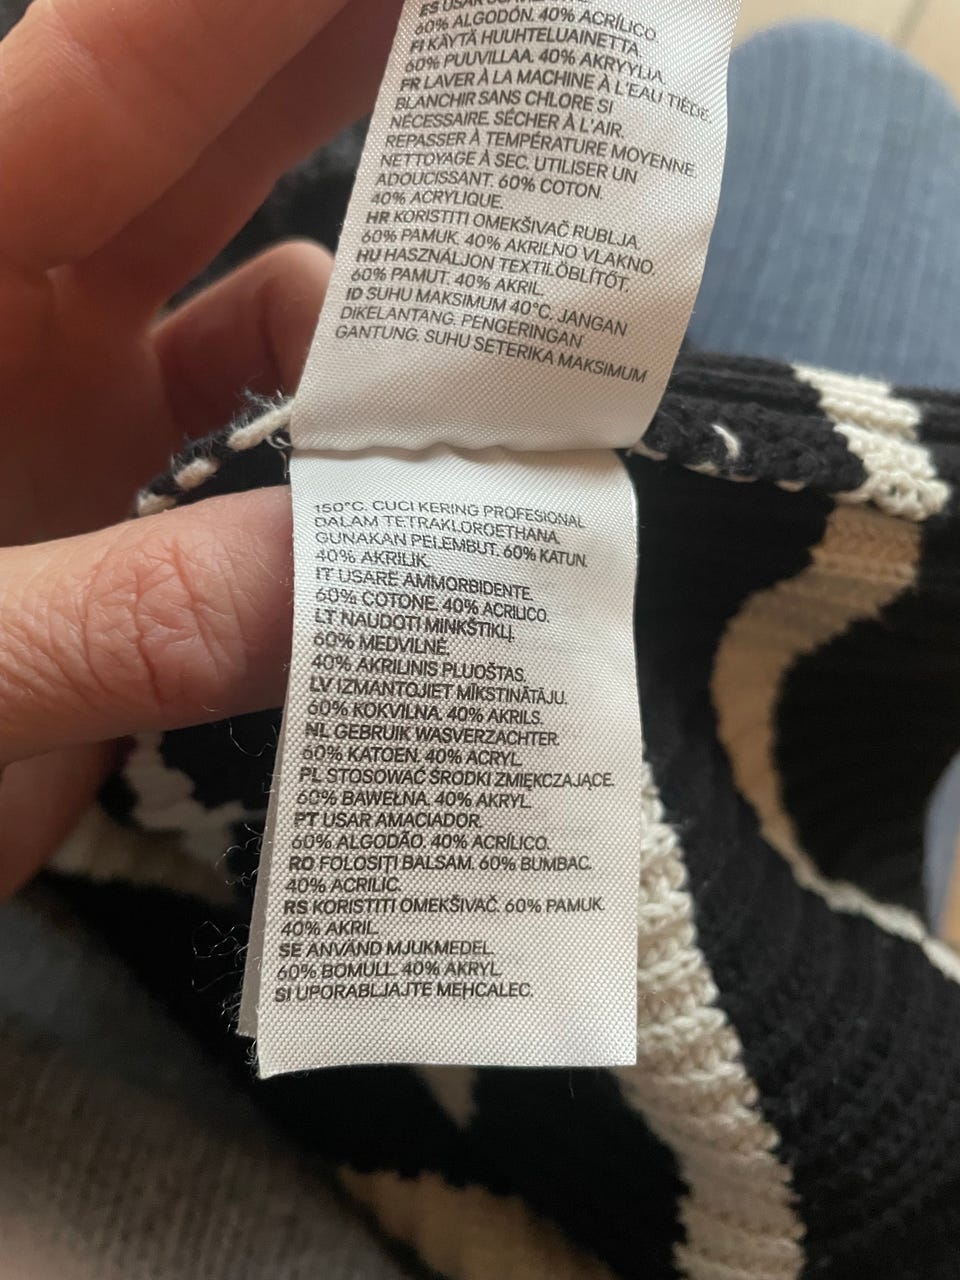 60% ALGODÓN. 40% ACRÍLICO.
FI KÄYTÄ HUUHTELUAINETTA.
60% PUUVILLAA. 40% AKRYYLIA.
FR LAVER À LA MACHINE À L'EAU TIÈDE.
BLANCHIR SANS CHLORE SI
NÉCESSAIRE. SÉCHER À L'AIR.
REPASSER À TEMPÉRATURE MOYENNE.
NETTOYAGE À SEC. UTILISER UN
ADOUCISSANT. 60% COTON.
40% ACRYLIQUE.
HR KORISTITI OMEKŠIVAČ RUBLJA.
60% PAMUK. 40% AKRILNO VLAKNO.
HU HASZNÁLJON TEXTILÖBLÍTŐT.
60% PAMUT. 40% AKRIL.
ID SUHU MAKSIMUM 40°C. JANGAN
DIKELANTANG. PENGERINGAN
GANTUNG. SUHU SETERIKA MAKSIMUM
150°C. CUCI KERING PROFESIONAL
DALAM TETRAKLOROETHANA.
GUNAKAN PELEMBUT. 60% KATUN.
40% AKRILIK.
IT USARE AMMORBIDENTE.
60% COTONE. 40% ACRILICO.
LT NAUDOTI MINKŠTIKLĮ.
60% MEDVILNĖ.
40% AKRILINIS PLUOŠTAS.
LV IZMANTOJIET MĪKSTINĀTĀJU.
60% KOKVILNA. 40% AKRILS.
NL GEBRUIK WASVERZACHTER.
60% KATOEN. 40% ACRYL.
PL STOSOWAĆ ŚRODKI ZMIĘKCZAJĄCE.
60% BAWEŁNA. 40% AKRYL.
PT USAR AMACIADOR.
60% ALGODÃO. 40% ACRÍLICO.
RO FOLOSIȚI BALSAM. 60% BUMBAC.
40% ACRILIC.
RS KORISTITI OMEKŠIVAČ. 60% PAMUK.
40% AKRIL.
SE ANVÄND MJUKMEDEL.
60% BOMULL. 40% AKRYL.
SI UPORABLJAJTE MEHČALEC.